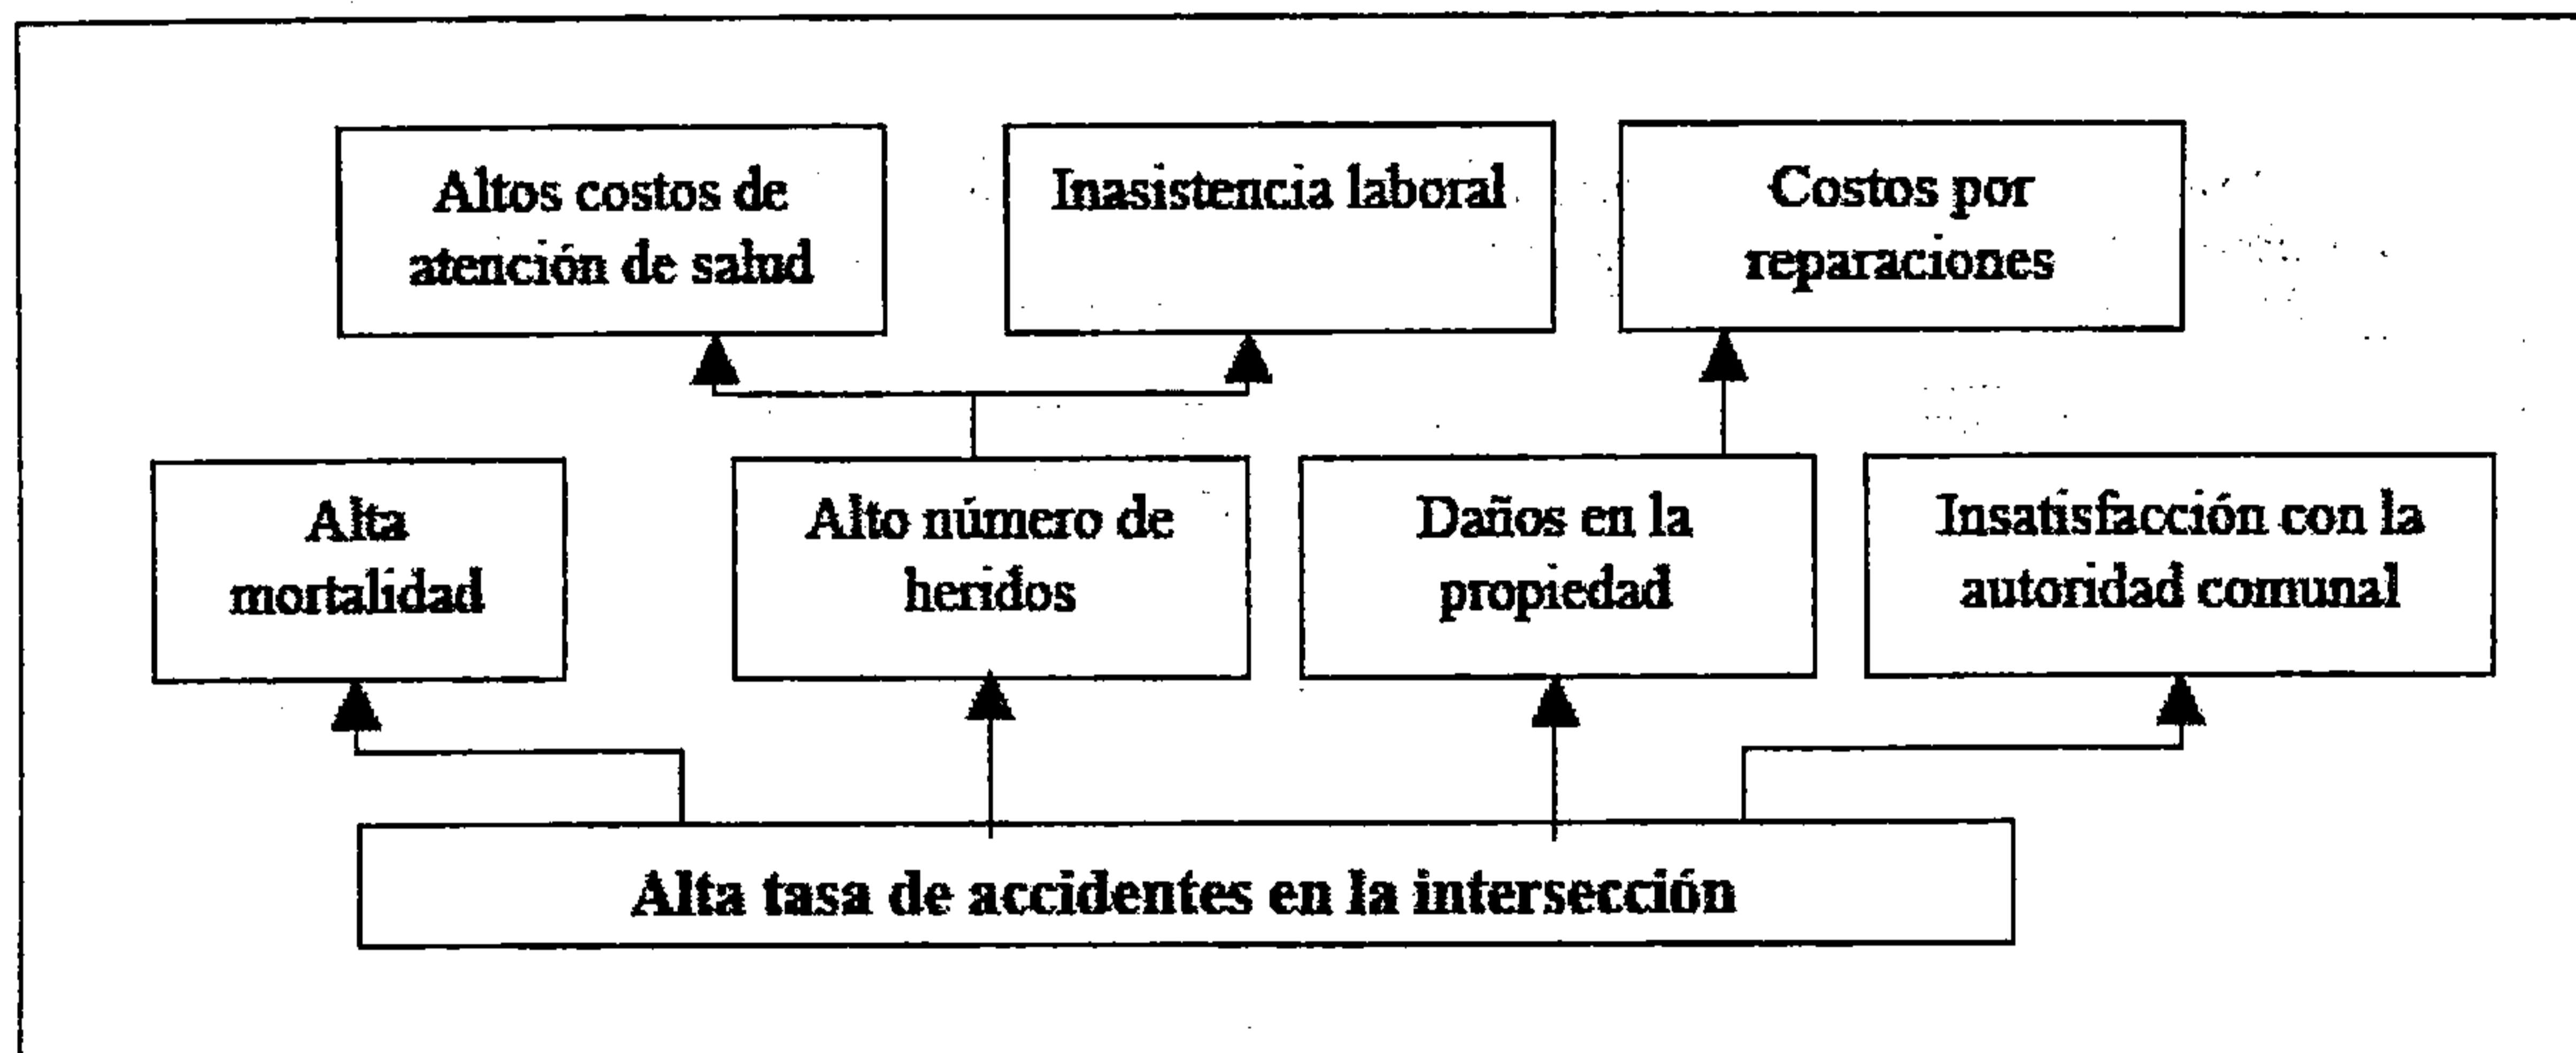 Altos costos de
atención de salud
Inasistencia laboral
Costos por
reparaciones
Alta
mortalidad
Alto número de
heridos
Daños en la
propiedad
Insatisfacción con la
autoridad comunal
Alta tasa de accidentes en la intersección